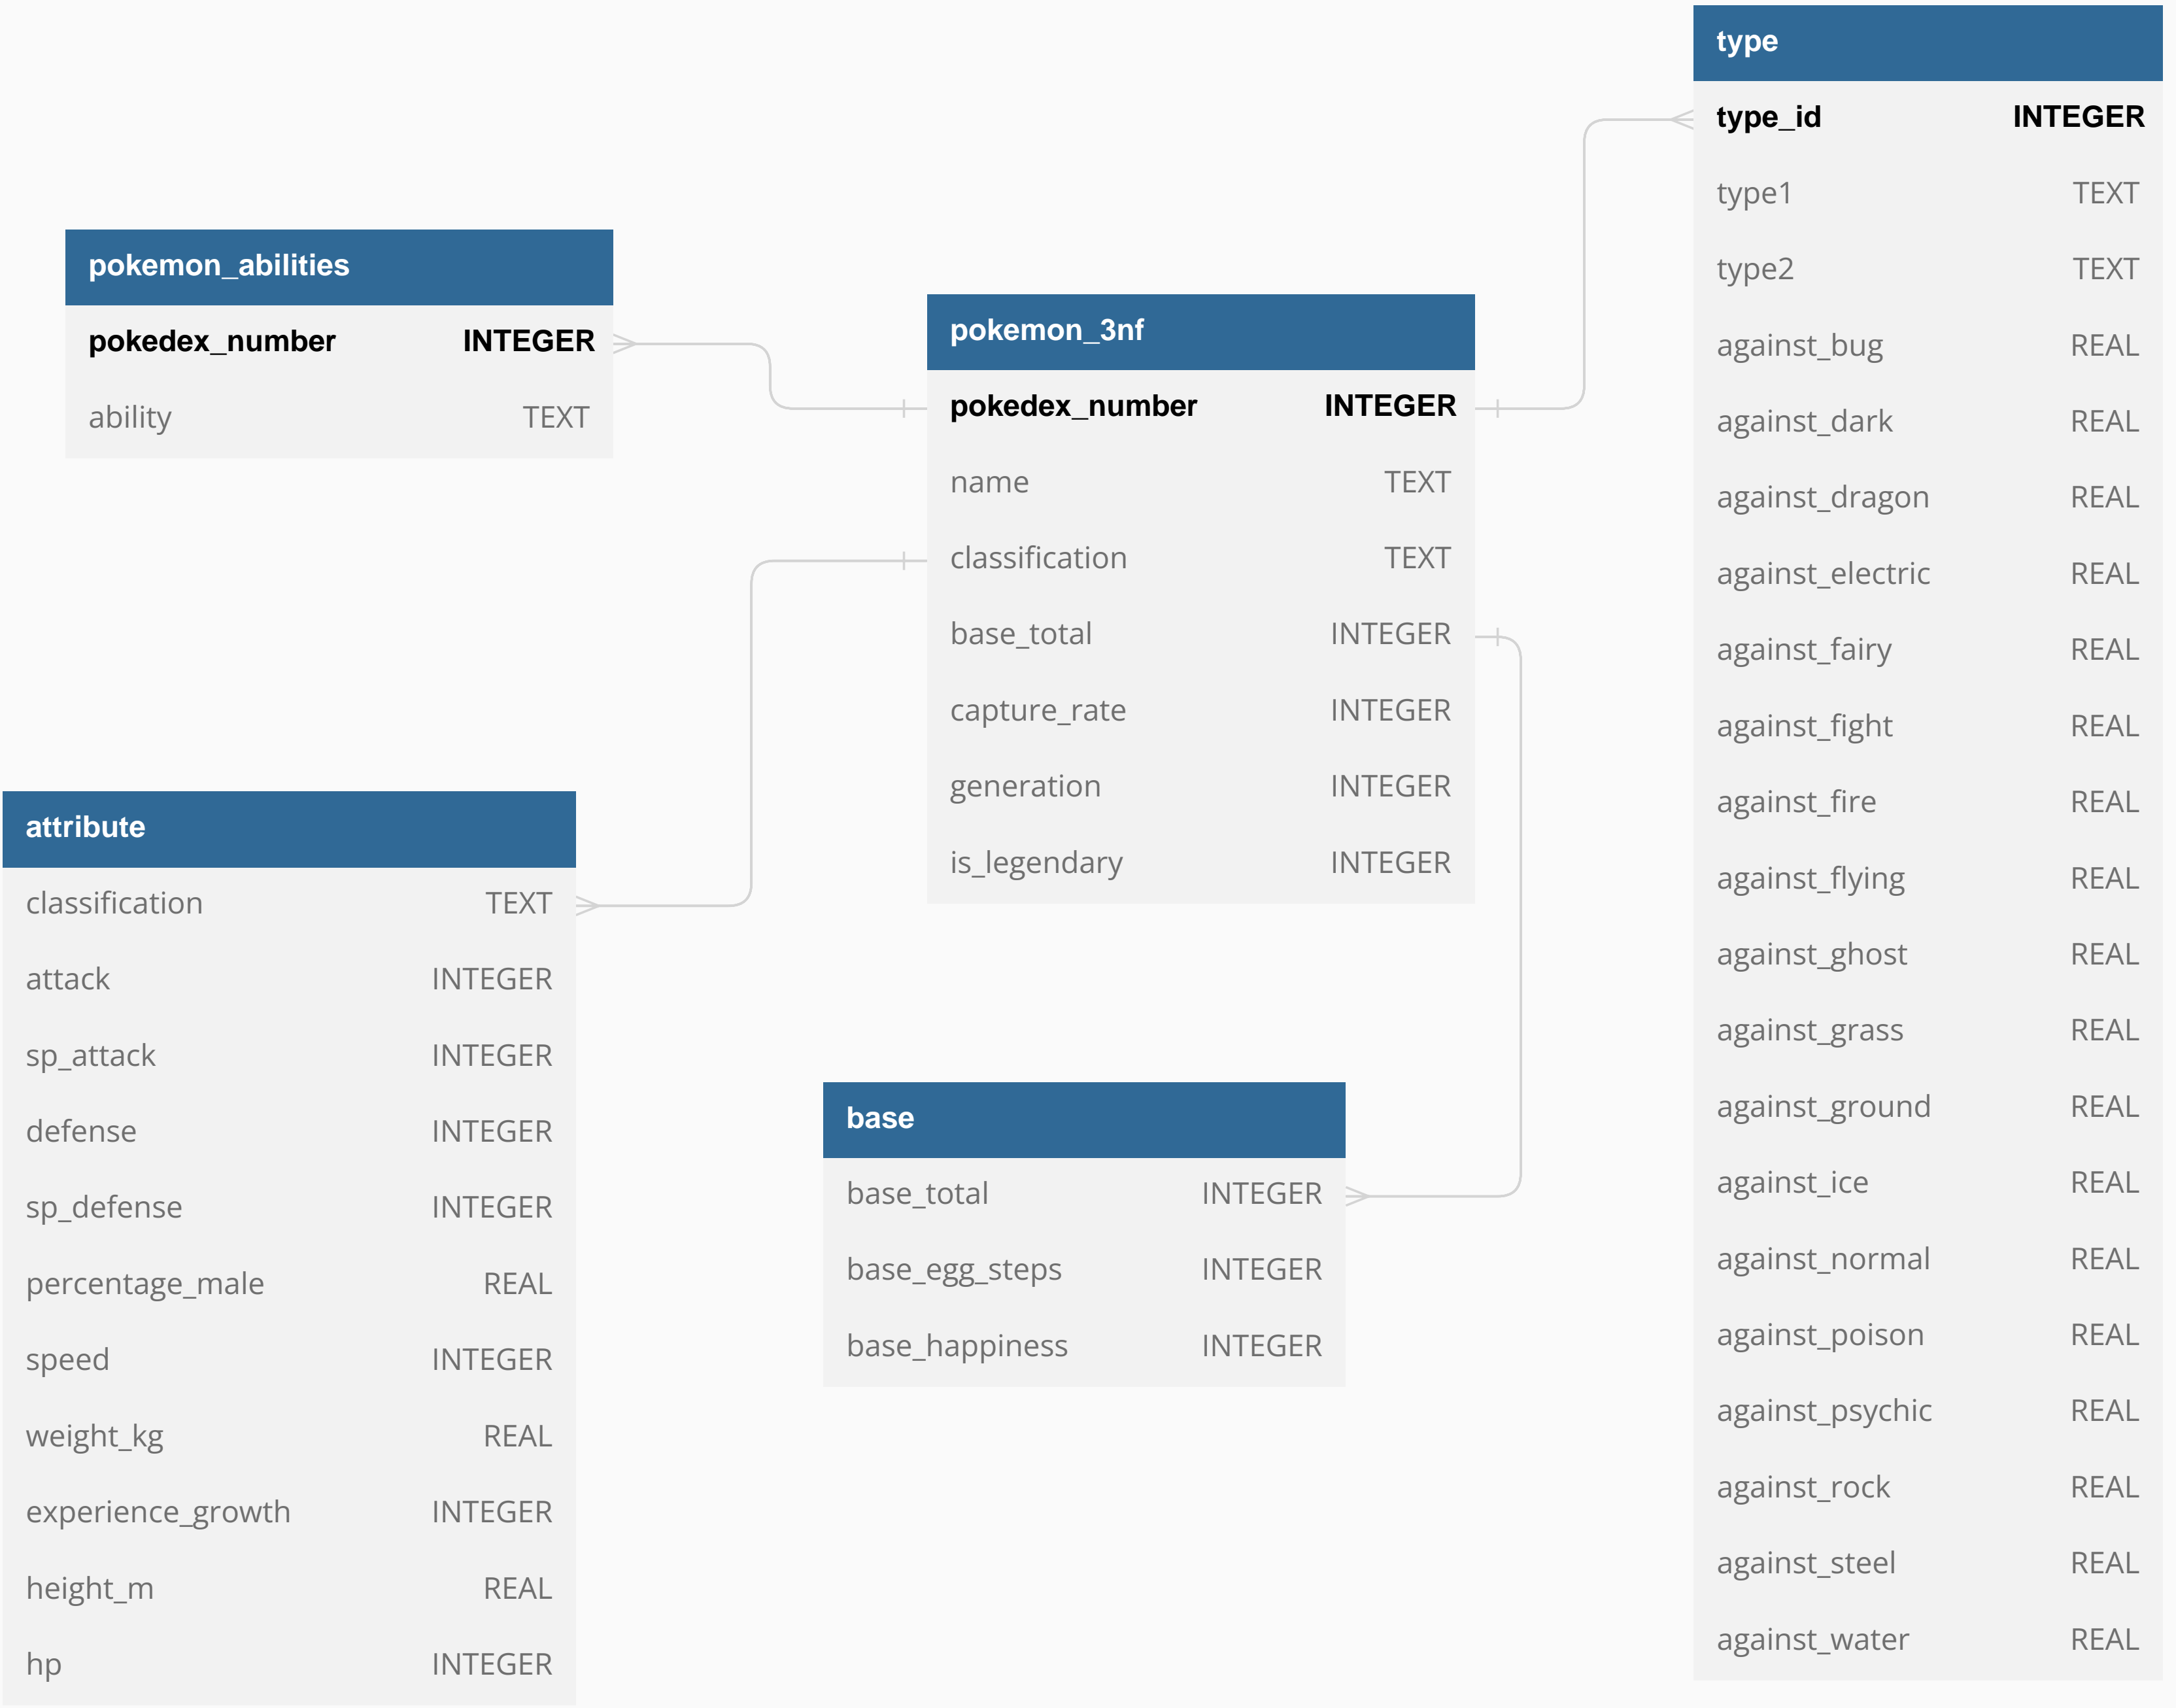 type
type_id INTEGER
type1 TEXT
type2 TEXT
against_bug REAL
against_dark REAL
against_dragon REAL
against_electric REAL
against_fairy REAL
against_fight REAL
against_fire REAL
against_flying REAL
against_ghost REAL
against_grass REAL
against_ground REAL
against_ice REAL
against_normal REAL
against_poison REAL
against_psychic REAL
against_rock REAL
against_steel REAL
against_water REAL
pokemon_abilities
pokedex_number INTEGER
ability TEXT
pokemon_3nf
pokedex_number INTEGER
name TEXT
classification TEXT
base_total INTEGER
capture_rate INTEGER
generation INTEGER
is_legendary INTEGER
attribute
classification TEXT
attack INTEGER
sp_attack INTEGER
defense INTEGER
sp_defense INTEGER
percentage_male REAL
speed INTEGER
weight_kg REAL
experience_growth INTEGER
height_m REAL
hp INTEGER
base
base_total INTEGER
base_egg_steps INTEGER
base_happiness INTEGER